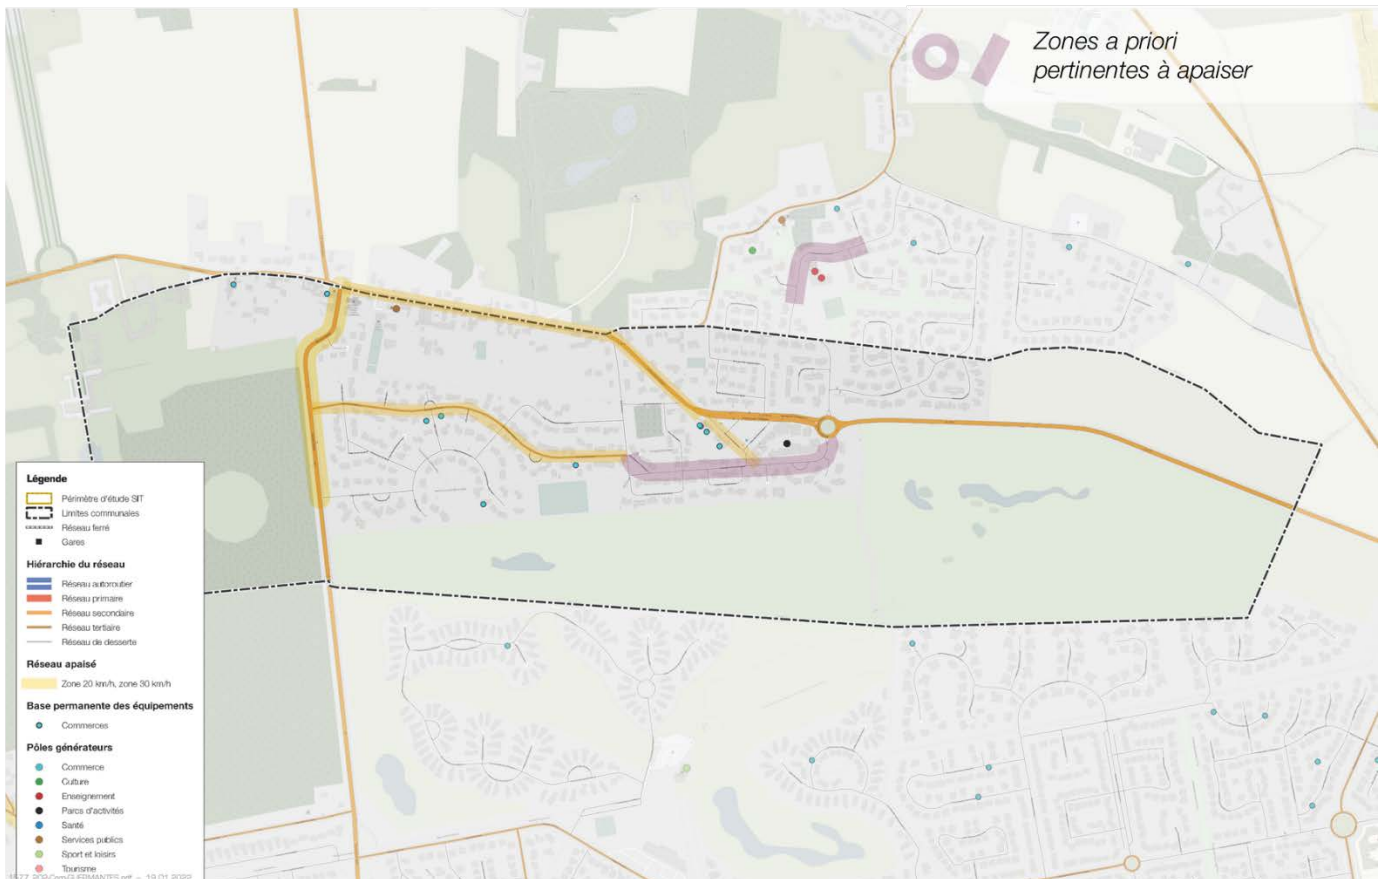 Zones a priori
pertinentes à apaiser
Légende
Périmètre d'étude SIT
Limites communales
Réseau ferré
Gares
Hiérarchie du réseau
Réseau autoroutier
Réseau primaire
Réseau secondaire
Réseau tertiaire
Réseau de desserte
Réseau apaisé
Zone 20 km/h, zone 30 km/h
Base permanente des équipements
Commerces
Pôles générateurs
Commerce
Culture
Enseignement
Parcs d'activités
Santé
Services publics
Sport et loisirs
Tourisme